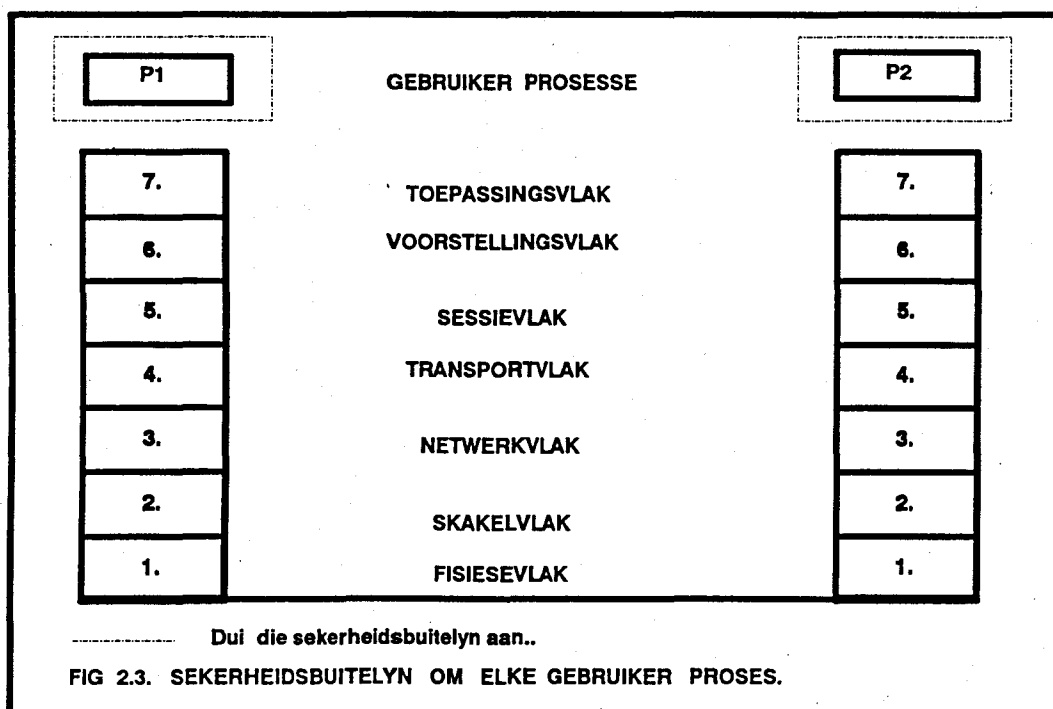 P1 GEBRUIKER PROSESSE P2
7. TOEPASSINGSVLAK 7.
6. VOORSTELLINGSVLAK 6.
5. SESSIEVLAK 5.
4. TRANSPORTVLAK 4.
3. NETWERKVLAK 3.
2. SKAKELVLAK 2.
1. FISIESEVLAK 1.
Dui die sekerheidsbuitelyn aan..
FIG 2.3. SEKERHEIDSBUITELYN OM ELKE GEBRUIKER PROSES.